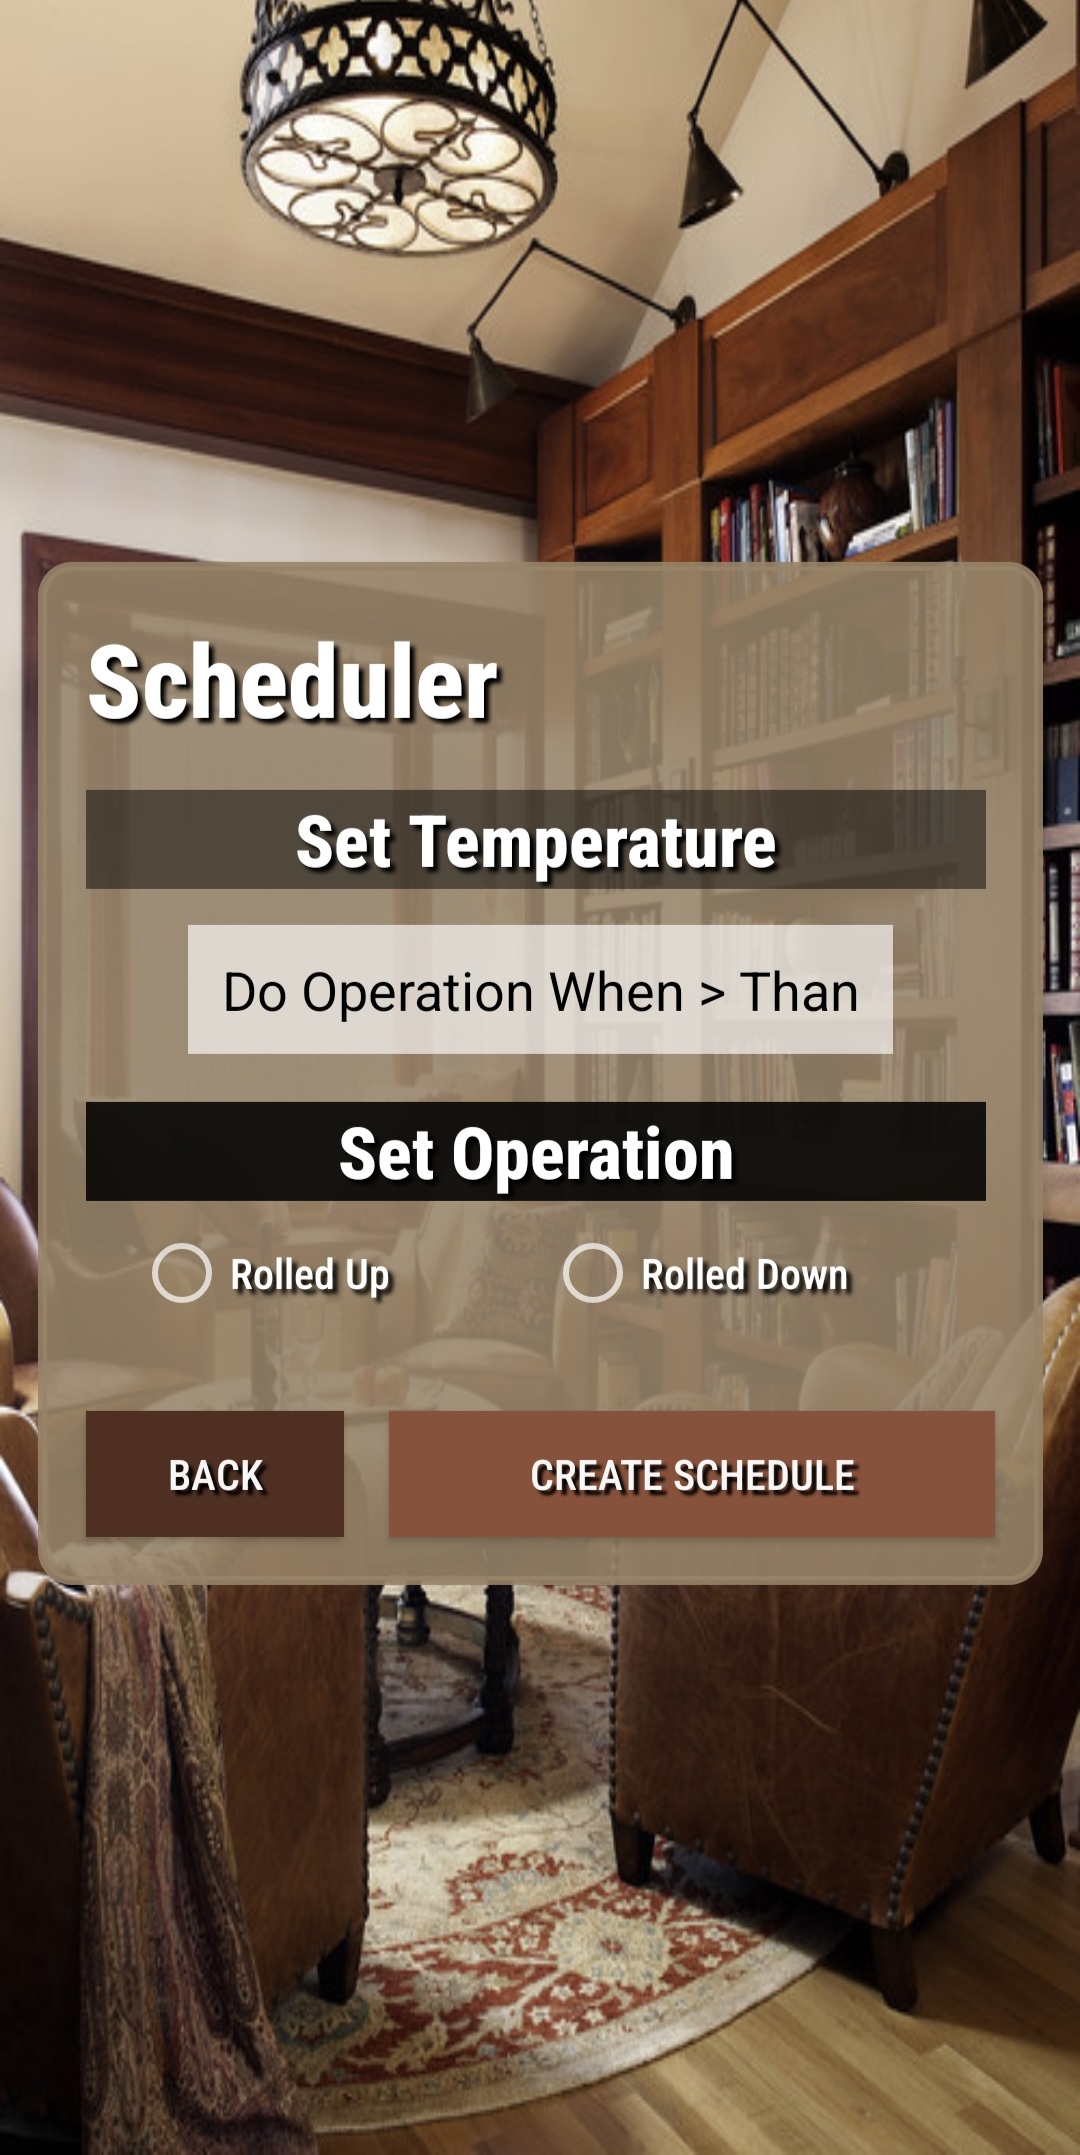 Scheduler
Set Temperature
Do Operation When > Than
Set Operation
Rolled Up
Rolled Down
BACK
CREATE SCHEDULE